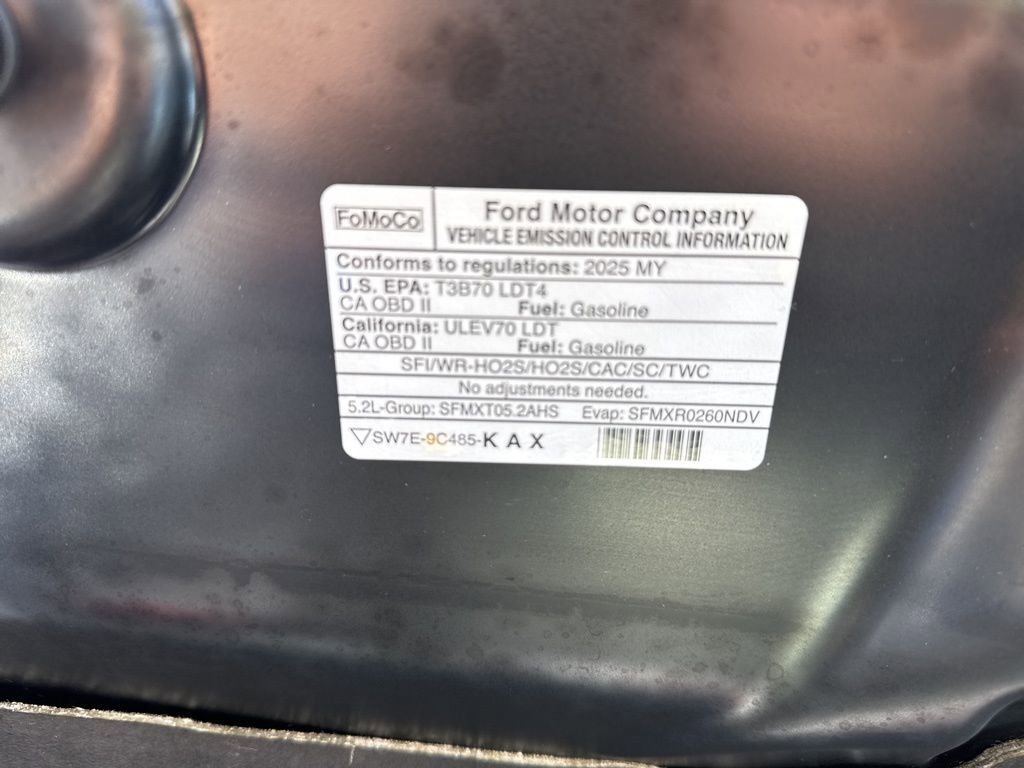 FoMoCo
Ford Motor Company
VEHICLE EMISSION CONTROL INFORMATION
Conforms to regulations: 2025 MY
U.S. EPA: T3B70 LDT4
CA OBD II Fuel: Gasoline
California: ULEV70 LDT
CA OBD II Fuel: Gasoline
SFI/WR-HO2S/HO2S/CAC/SC/TWC
No adjustments needed.
5.2L-Group: SFMXT05.2AHS Evap: SFMXR0260NDV
▽SW7E-9C485-K A X